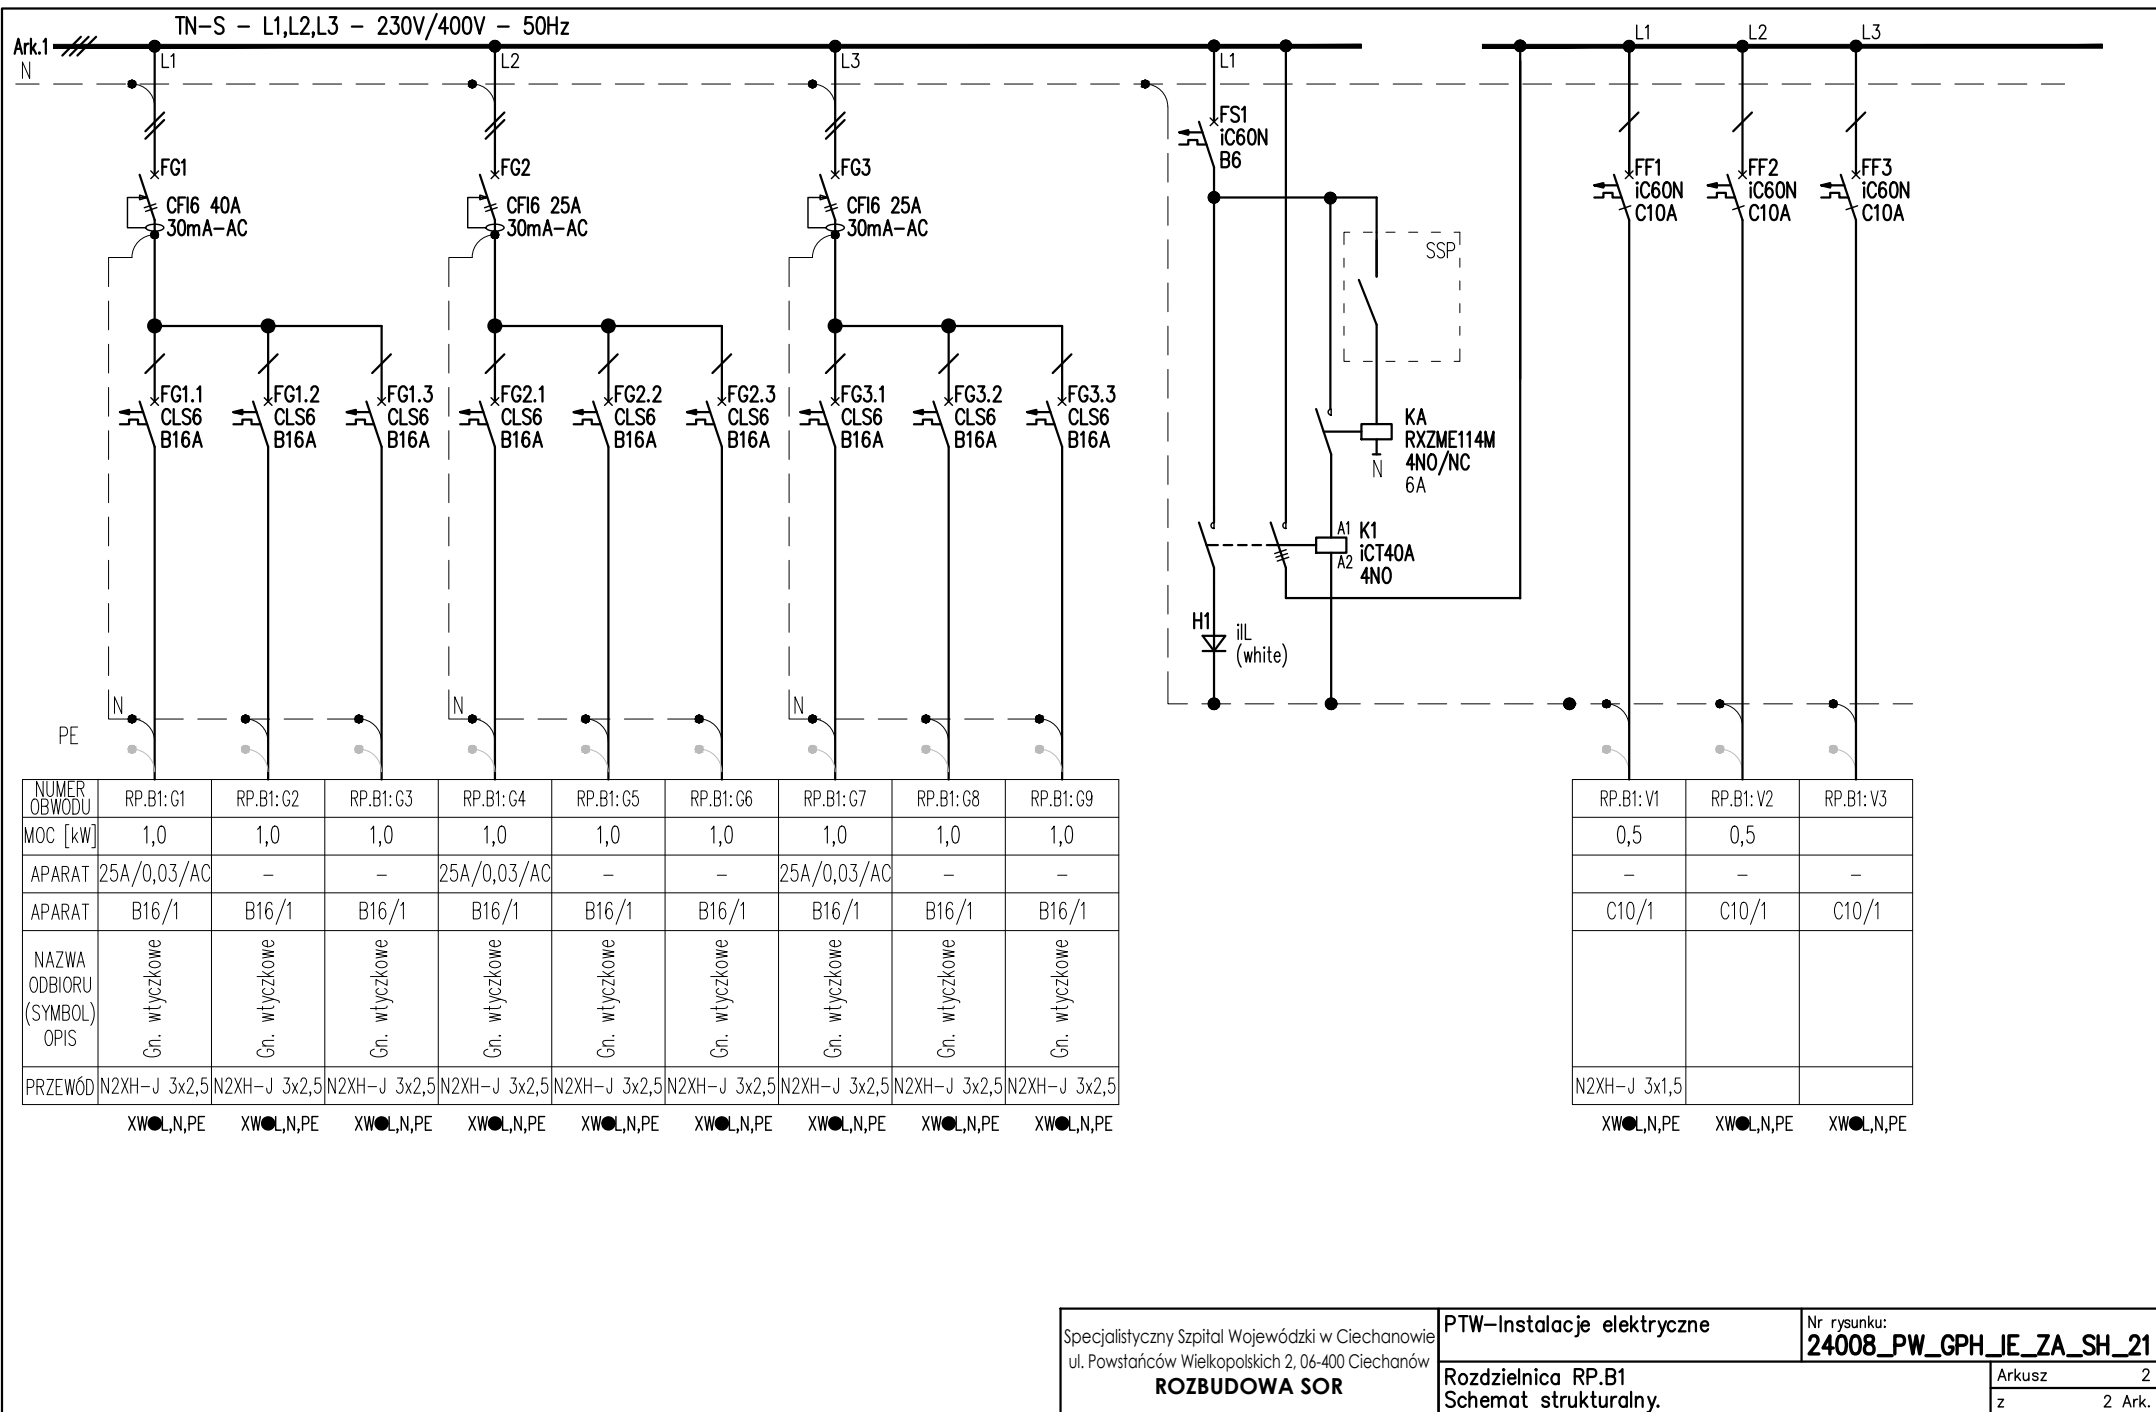 TN-S - L1,L2,L3 - 230V/400V - 50Hz
Ark.1
N
L1
L2
L3
L1
L1
L2
L3
FS1
iC60N
B6
FG1
CFI6 40A
30mA-AC
FG2
CFI6 25A
30mA-AC
FG3
CFI6 25A
30mA-AC
FF1
iC60N
C10A
FF2
iC60N
C10A
FF3
iC60N
C10A
SSP
FG1.1
CLS6
B16A
FG1.2
CLS6
B16A
FG1.3
CLS6
B16A
FG2.1
CLS6
B16A
FG2.2
CLS6
B16A
FG2.3
CLS6
B16A
FG3.1
CLS6
B16A
FG3.2
CLS6
B16A
FG3.3
CLS6
B16A
KA
RXZME114M
4NO/NC
6A
N
A1
A2
K1
iCT40A
4NO
H1
iIL
(white)
N
N
N
PE
NUMER OBWODU RP.B1:G1 RP.B1:G2 RP.B1:G3 RP.B1:G4 RP.B1:G5 RP.B1:G6 RP.B1:G7 RP.B1:G8 RP.B1:G9 RP.B1:V1 RP.B1:V2 RP.B1:V3
MOC [kW] 1,0 1,0 1,0 1,0 1,0 1,0 1,0 1,0 1,0 0,5 0,5
APARAT 25A/0,03/AC - - 25A/0,03/AC - - 25A/0,03/AC - - - - -
APARAT B16/1 B16/1 B16/1 B16/1 B16/1 B16/1 B16/1 B16/1 B16/1 C10/1 C10/1 C10/1
NAZWA
ODBIORU
(SYMBOL)
OPIS
Gn. wtyczkowe
Gn. wtyczkowe
Gn. wtyczkowe
Gn. wtyczkowe
Gn. wtyczkowe
Gn. wtyczkowe
Gn. wtyczkowe
Gn. wtyczkowe
Gn. wtyczkowe
PRZEWÓD N2XH-J 3x2,5 N2XH-J 3x2,5 N2XH-J 3x2,5 N2XH-J 3x2,5 N2XH-J 3x2,5 N2XH-J 3x2,5 N2XH-J 3x2,5 N2XH-J 3x2,5 N2XH-J 3x2,5 N2XH-J 3x1,5
XW●L,N,PE XW●L,N,PE XW●L,N,PE XW●L,N,PE XW●L,N,PE XW●L,N,PE XW●L,N,PE XW●L,N,PE XW●L,N,PE XW●L,N,PE XW●L,N,PE XW●L,N,PE
Specjalistyczny Szpital Wojewódzki w Ciechanowie
ul. Powstańców Wielkopolskich 2, 06-400 Ciechanów
ROZBUDOWA SOR
PTW-Instalacje elektryczne
Nr rysunku:
24008_PW_GPH_IE_ZA_SH_21
Rozdzielnica RP.B1
Schemat strukturalny.
Arkusz 2
z 2 Ark.